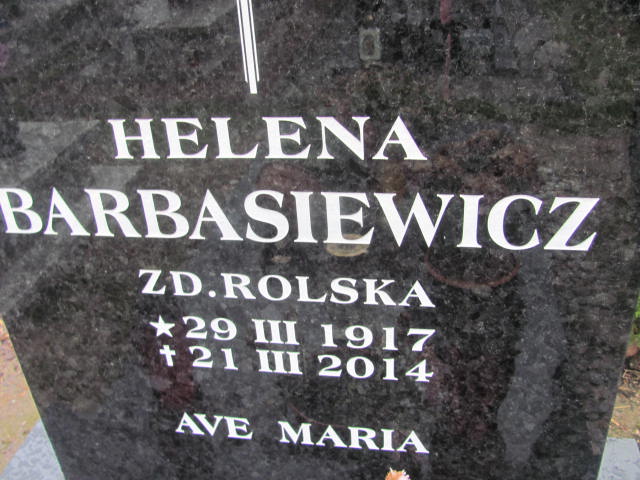 HELENA
BARBASIEWICZ
ZD. ROLSKA
★ 29 III 1917
✝ 21 III 2014
AVE MARIA